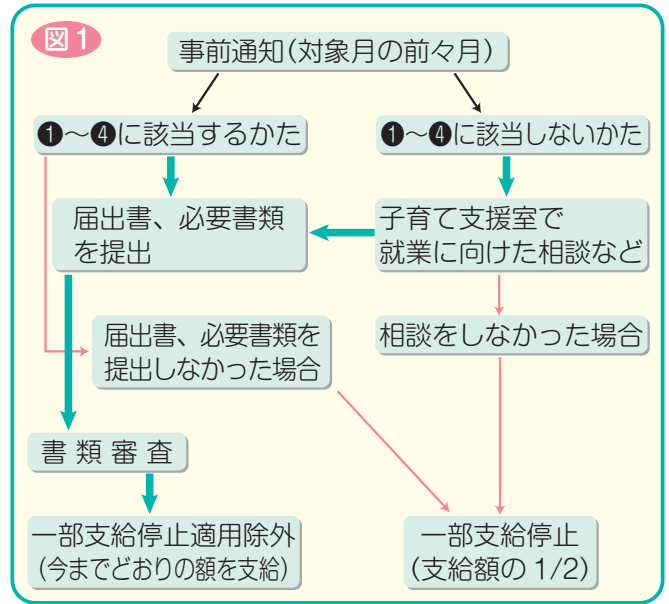 図1
事前通知(対象月の前々月)
❶〜❹に該当するかた
❶〜❹に該当しないかた
届出書、必要書類
を提出
子育て支援室で
就業に向けた相談など
届出書、必要書類を
提出しなかった場合
相談をしなかった場合
書類審査
一部支給停止適用除外
(今までどおりの額を支給)
一部支給停止
(支給額の1/2)